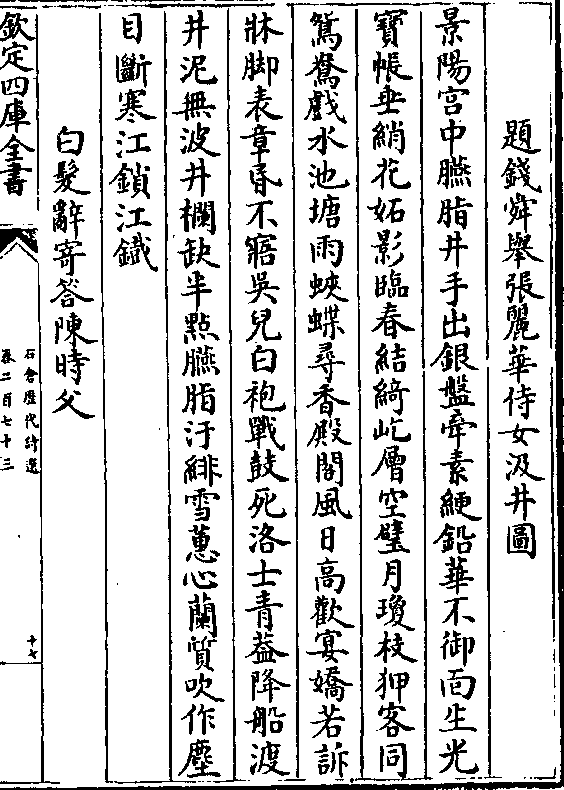 題錢舜舉張麗華侍女汲井圖
景陽宫中臙脂井手出銀盤牽素綆鉛華不御面生光
寶帳垂綃花妬影臨春結綺屹層空璧月瓊枝狎客同
鴛鴦戲水池塘雨蛺蝶尋香殿閣風日高歡宴嬌若訴
牀脚表章昏不寤吳兒白袍戰鼓死洛士青葢降船渡
井泥無波井欄缺半點臙脂汙緋雪蕙心蘭質吹作塵
目斷寒江鎖江鐵
白髮辭寄答陳時父
欽定四庫全書
石倉歷代詩選
卷二百七十三
十七